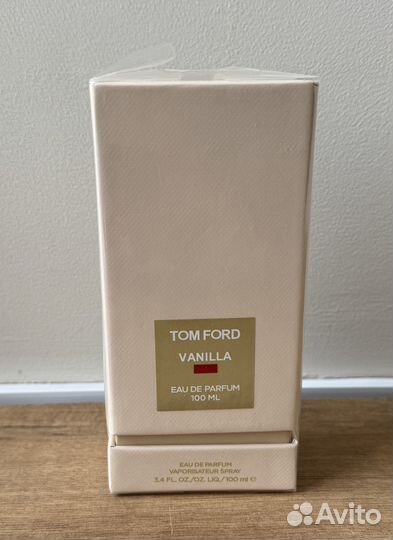 TOM FORD
VANILLA
EAU DE PARFUM
100 ML
EAU DE PARFUM
VAPORISATEUR SPRAY
3.4 FL. OZ./OZ. LIQ./100 ml ℮
Avito